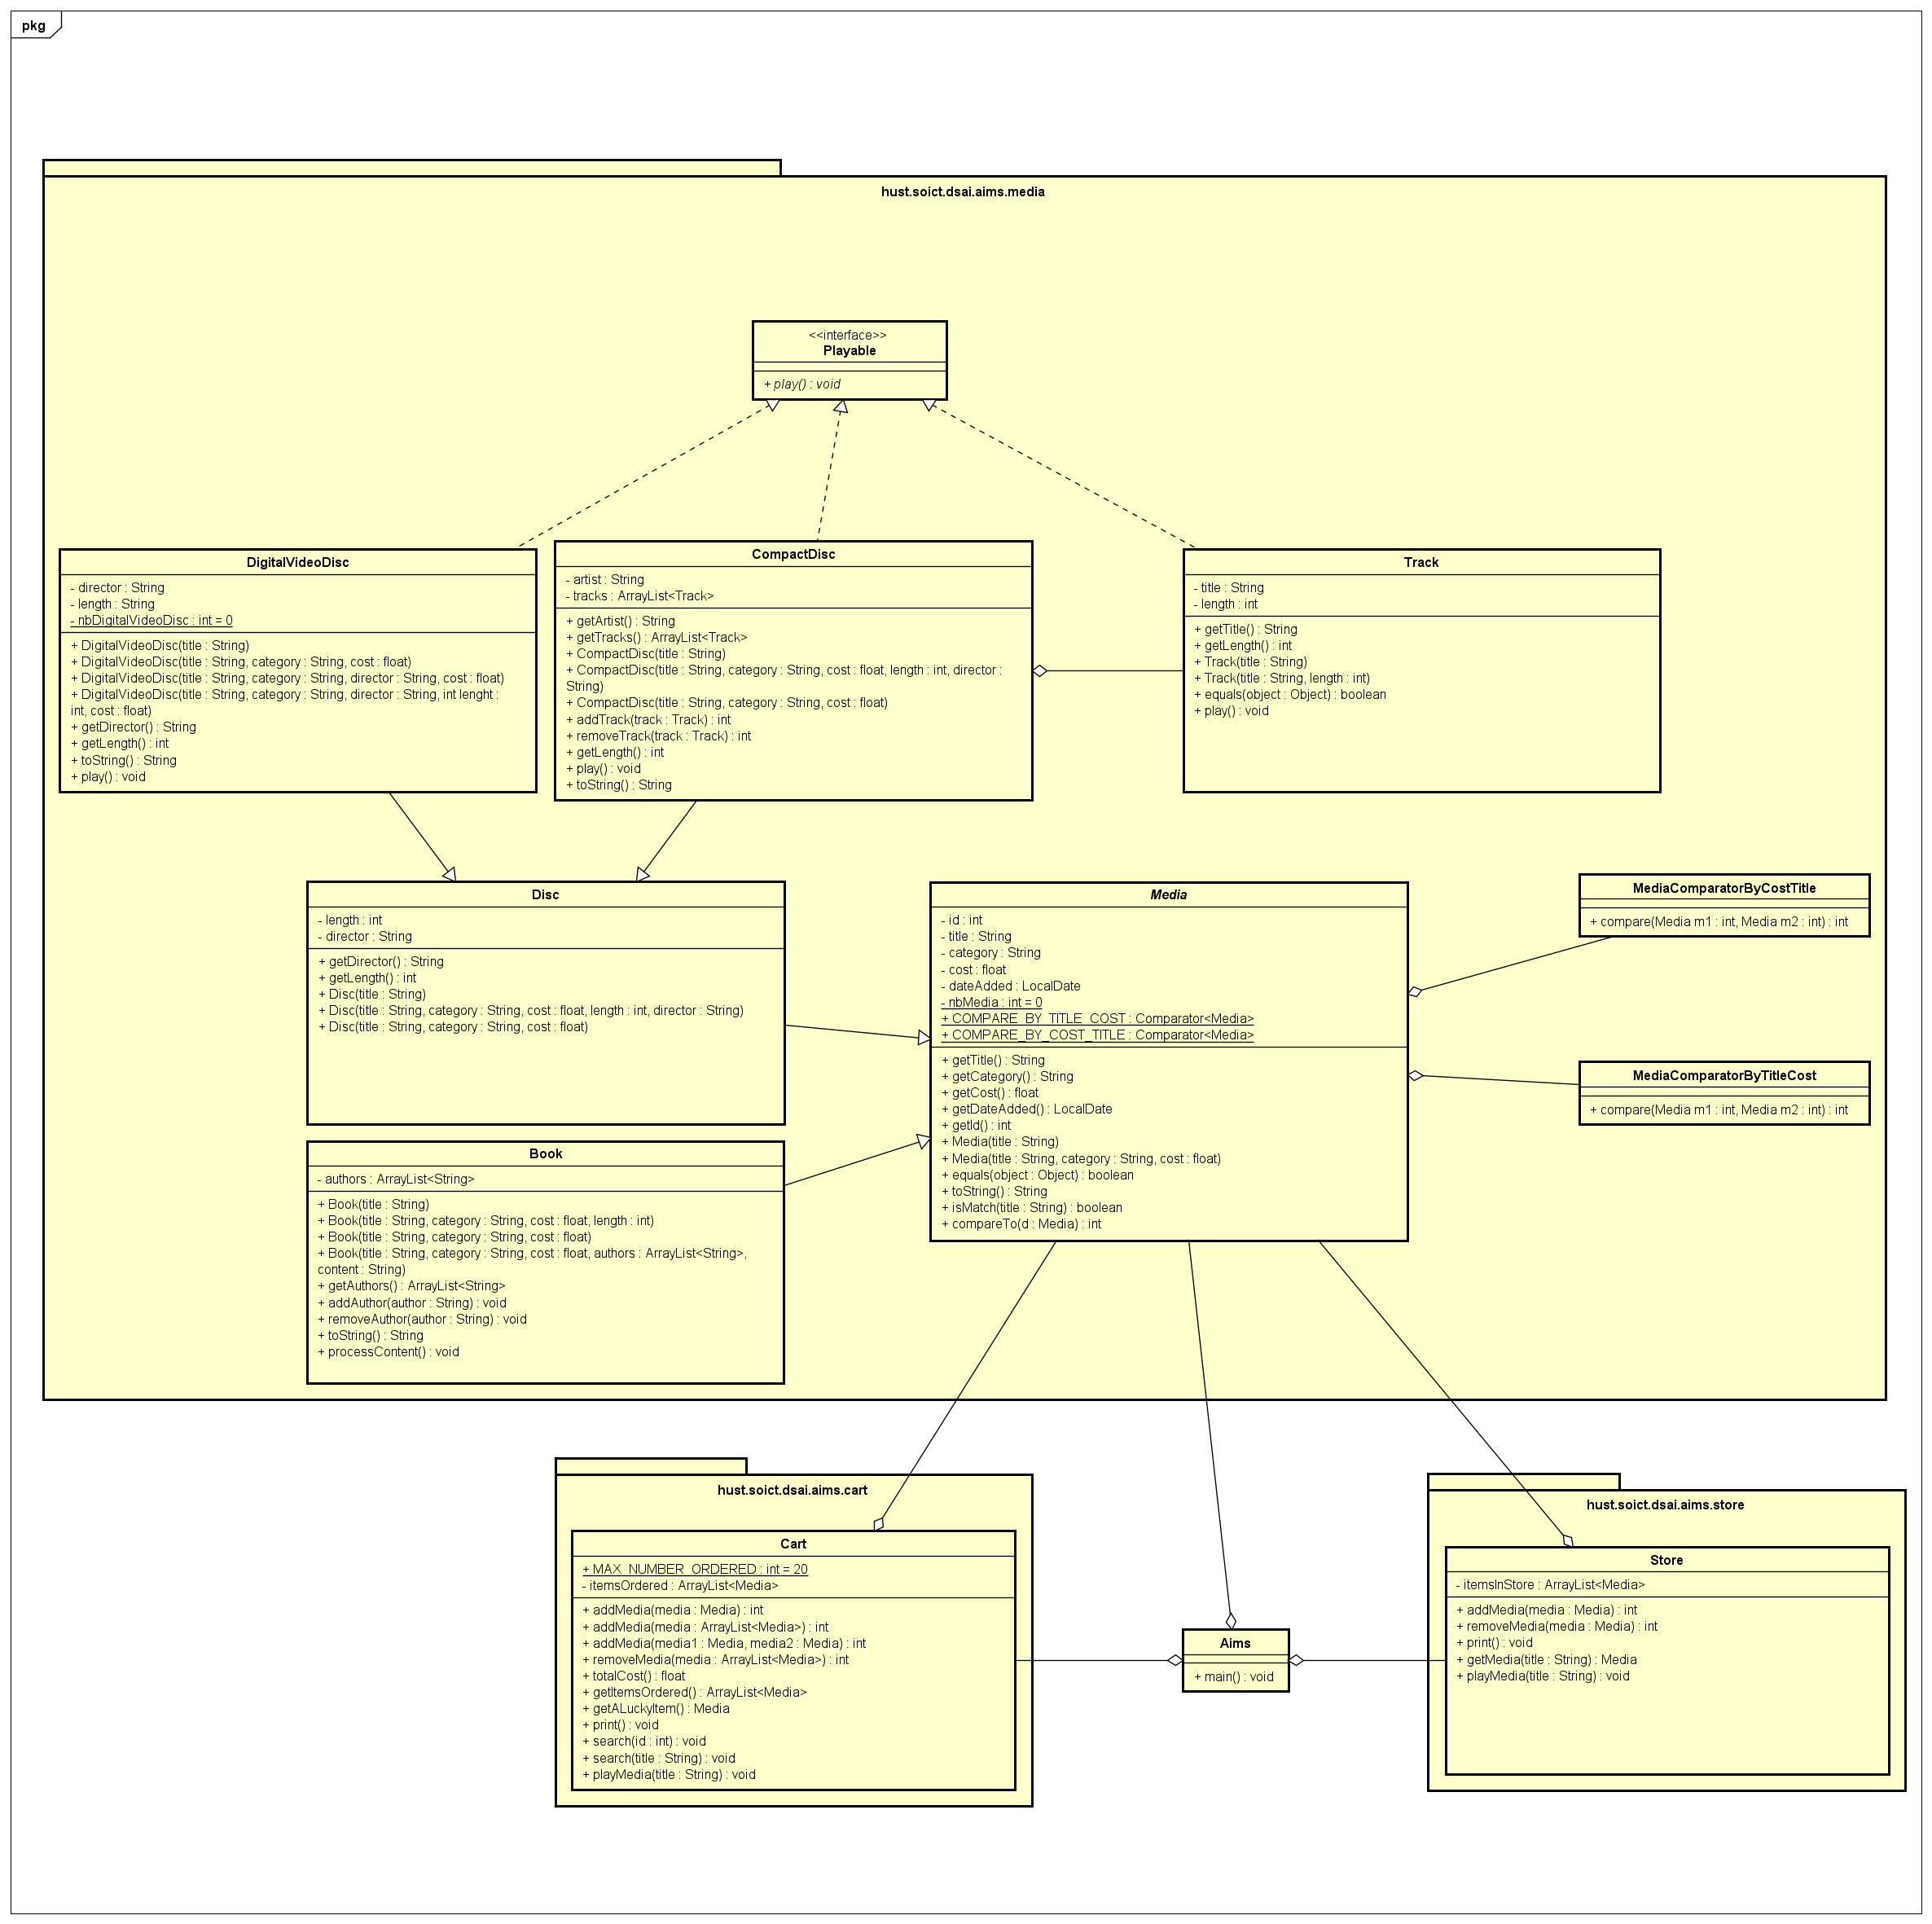 pkg
hust.soict.dsai.aims.media
<<interface>>
Playable
+ play() : void
DigitalVideoDisc
- director : String
- length : String
- nbDigitalVideoDisc : int = 0
+ DigitalVideoDisc(title : String)
+ DigitalVideoDisc(title : String, category : String, cost : float)
+ DigitalVideoDisc(title : String, category : String, director : String, cost : float)
+ DigitalVideoDisc(title : String, category : String, director : String, int lenght :
int, cost : float)
+ getDirector() : String
+ getLength() : int
+ toString() : String
+ play() : void
CompactDisc
- artist : String
- tracks : ArrayList<Track>
+ getArtist() : String
+ getTracks() : ArrayList<Track>
+ CompactDisc(title : String)
+ CompactDisc(title : String, category : String, cost : float, length : int, director :
String)
+ CompactDisc(title : String, category : String, cost : float)
+ addTrack(track : Track) : int
+ removeTrack(track : Track) : int
+ getLength() : int
+ play() : void
+ toString() : String
Track
- title : String
- length : int
+ getTitle() : String
+ getLength() : int
+ Track(title : String)
+ Track(title : String, length : int)
+ equals(object : Object) : boolean
+ play() : void
Disc
- length : int
- director : String
+ getDirector() : String
+ getLength() : int
+ Disc(title : String)
+ Disc(title : String, category : String, cost : float, length : int, director : String)
+ Disc(title : String, category : String, cost : float)
Media
- id : int
- title : String
- category : String
- cost : float
- dateAdded : LocalDate
- nbMedia : int = 0
+ COMPARE_BY_TITLE_COST : Comparator<Media>
+ COMPARE_BY_COST_TITLE : Comparator<Media>
+ getTitle() : String
+ getCategory() : String
+ getCost() : float
+ getDateAdded() : LocalDate
+ getId() : int
+ Media(title : String)
+ Media(title : String, category : String, cost : float)
+ equals(object : Object) : boolean
+ toString() : String
+ isMatch(title : String) : boolean
+ compareTo(d : Media) : int
MediaComparatorByCostTitle
+ compare(Media m1 : int, Media m2 : int) : int
MediaComparatorByTitleCost
+ compare(Media m1 : int, Media m2 : int) : int
Book
- authors : ArrayList<String>
+ Book(title : String)
+ Book(title : String, category : String, cost : float, length : int)
+ Book(title : String, category : String, cost : float)
+ Book(title : String, category : String, cost : float, authors : ArrayList<String>,
content : String)
+ getAuthors() : ArrayList<String>
+ addAuthor(author : String) : void
+ removeAuthor(author : String) : void
+ toString() : String
+ processContent() : void
hust.soict.dsai.aims.cart
Cart
+ MAX_NUMBER_ORDERED : int = 20
- itemsOrdered : ArrayList<Media>
+ addMedia(media : Media) : int
+ addMedia(media : ArrayList<Media>) : int
+ addMedia(media1 : Media, media2 : Media) : int
+ removeMedia(media : ArrayList<Media>) : int
+ totalCost() : float
+ getItemsOrdered() : ArrayList<Media>
+ getALuckyItem() : Media
+ print() : void
+ search(id : int) : void
+ search(title : String) : void
+ playMedia(title : String) : void
Aims
+ main() : void
hust.soict.dsai.aims.store
Store
- itemsInStore : ArrayList<Media>
+ addMedia(media : Media) : int
+ removeMedia(media : Media) : int
+ print() : void
+ getMedia(title : String) : Media
+ playMedia(title : String) : void